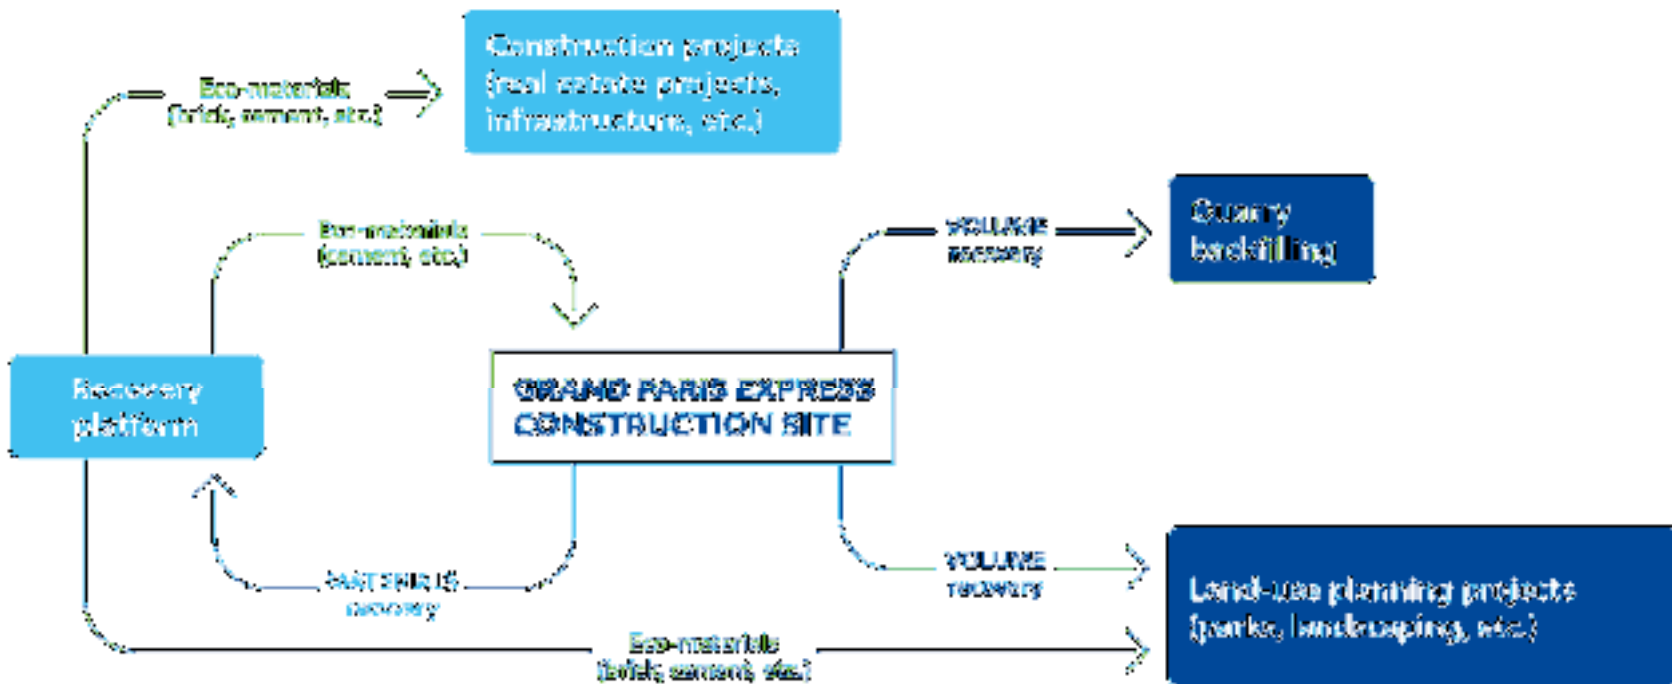 Construction projects
(real estate projects,
infrastructure, etc.)
Eco-materials
(brick, cement, etc.)
Eco-materials
(cement, etc.)
VOLUME
recovery
Quarry
backfilling
Recovery
platform
GRAND PARIS EXPRESS
CONSTRUCTION SITE
MATERIALS
recovery
VOLUME
recovery
Land-use planning projects
(parks, landscaping, etc.)
Eco-materials
(brick, cement, etc.)